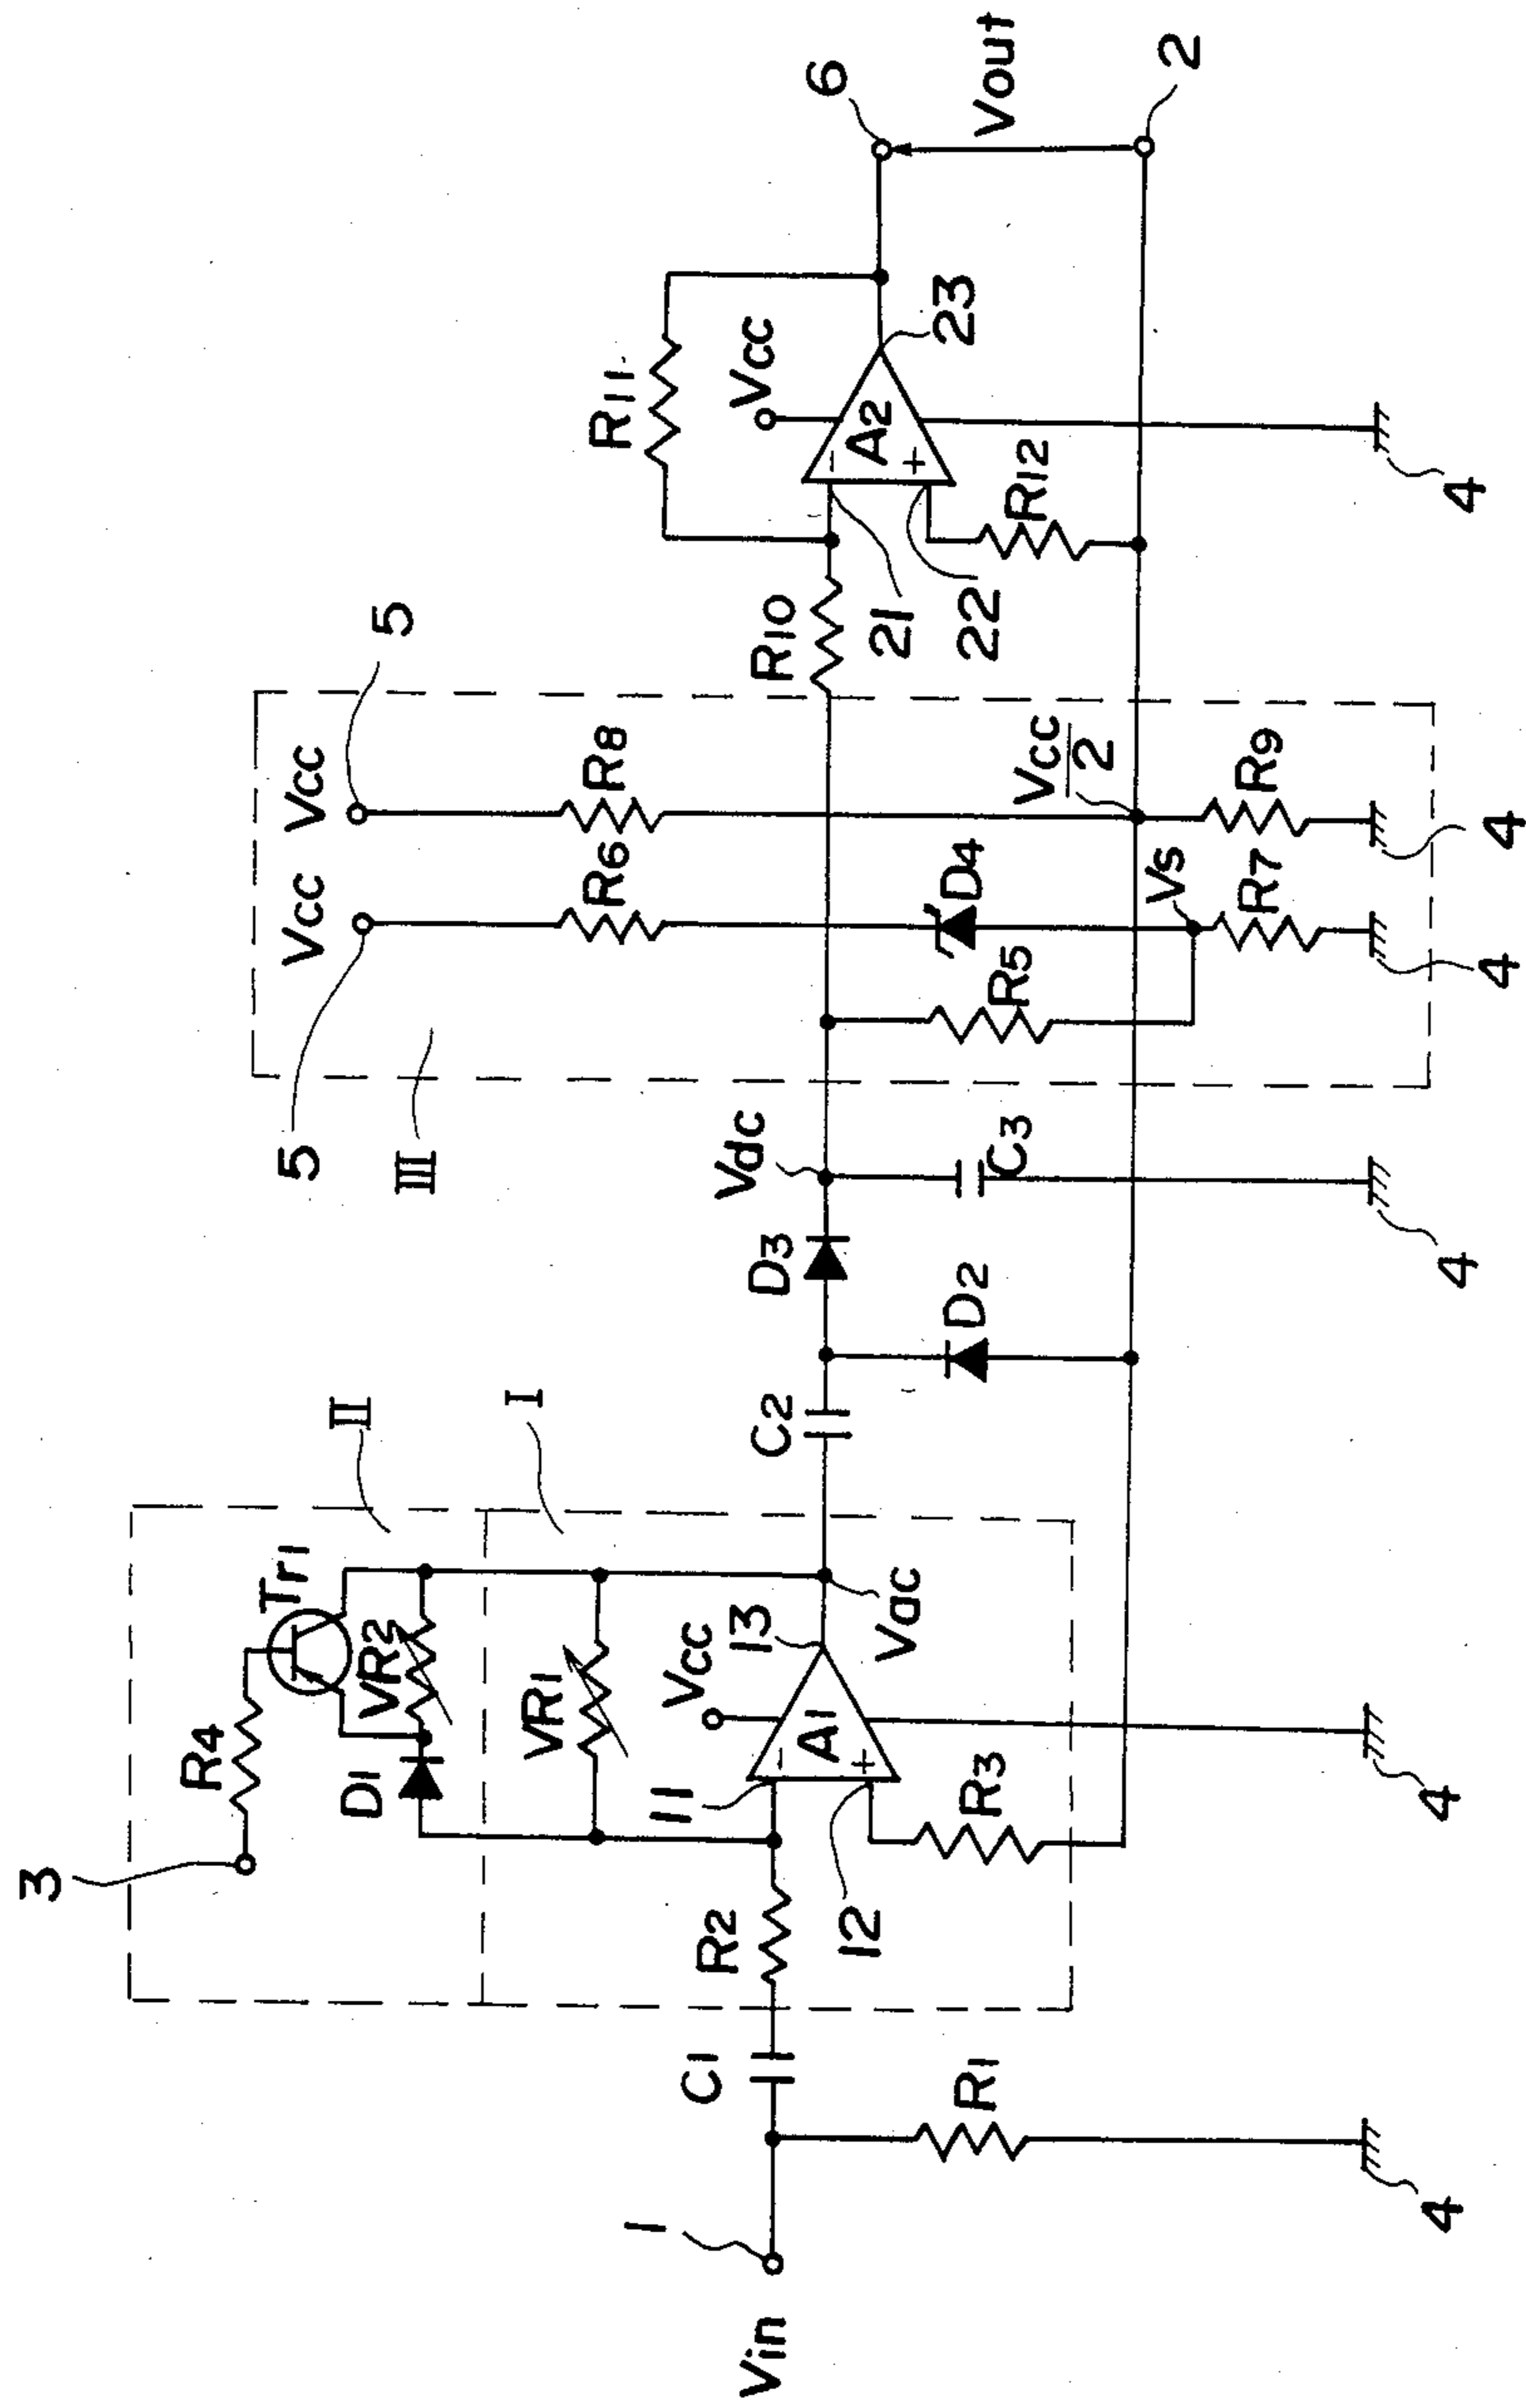 Vin
1
R1
4
C1
R2
3
R4
Tr1
VR2
D1
II
I
VR1
11
12
A1
−
+
Vcc
13
Vac
R3
4
C2
D2
D3
Vdc
C3
4
III
5
5
Vcc
Vcc
R6
R8
D4
R5
Vs
Vcc/2
R7
R9
4
4
R10
R11
21
22
A2
−
+
Vcc
23
R12
4
6
Vout
2